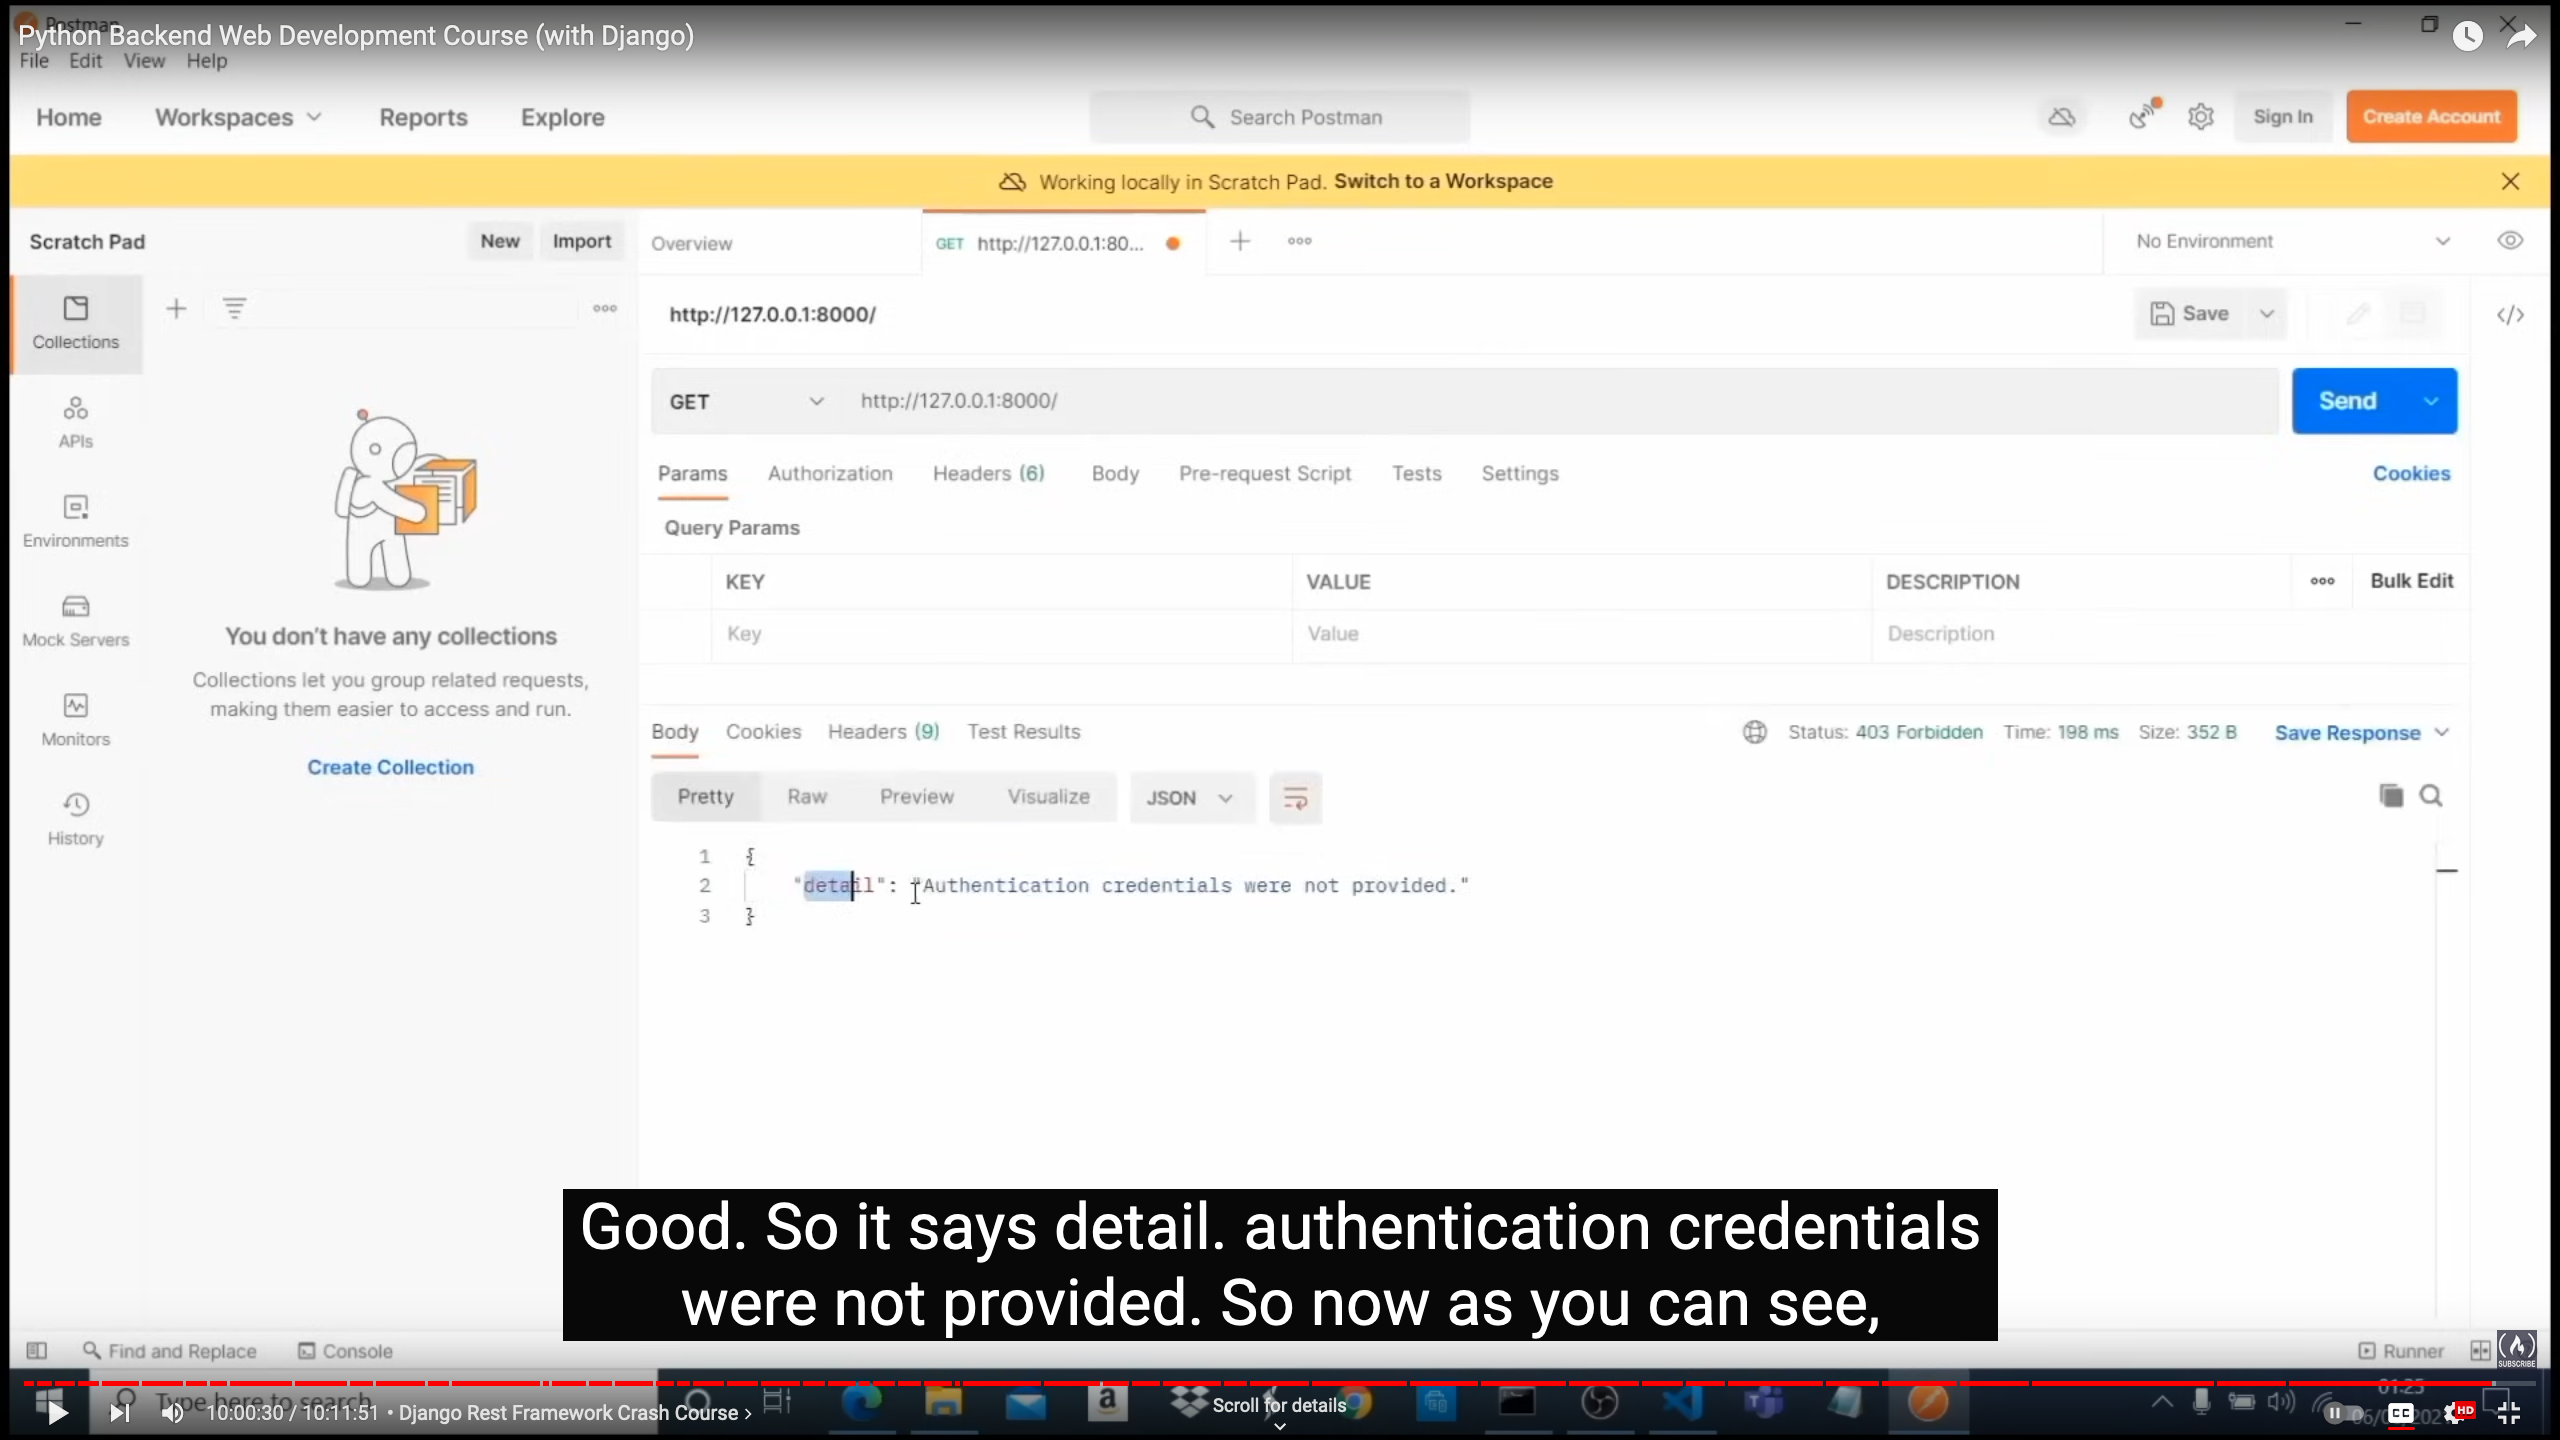 Postman
Python Backend Web Development Course (with Django)
File Edit View Help
Home Workspaces Reports Explore Search Postman Sign In Create Account
Working locally in Scratch Pad. Switch to a Workspace
Scratch Pad New Import Overview GET http://127.0.0.1:80... No Environment
Collections
http://127.0.0.1:8000/ Save
APIs
GET http://127.0.0.1:8000/ Send
Params Authorization Headers (6) Body Pre-request Script Tests Settings Cookies
Environments
Query Params
KEY VALUE DESCRIPTION Bulk Edit
Mock Servers
Key Value Description
You don't have any collections
Collections let you group related requests,
making them easier to access and run.
Monitors
Create Collection
History
Body Cookies Headers (9) Test Results Status: 403 Forbidden Time: 198 ms Size: 352 B Save Response
Pretty Raw Preview Visualize JSON
1 {
2 "detail": "Authentication credentials were not provided."
3 }
Good. So it says detail. authentication credentials
were not provided. So now as you can see,
Find and Replace Console Runner
SUBSCRIBE
Type here to search
01:25
10:00:30 / 10:11:51 • Django Rest Framework Crash Course ›
Scroll for details
CC HD